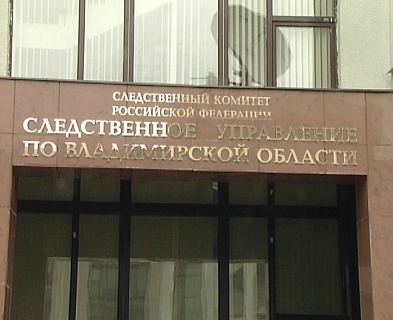 СЛЕДСТВЕННЫЙ КОМИТЕТ
РОССИЙСКОЙ ФЕДЕРАЦИИ
СЛЕДСТВЕННОЕ УПРАВЛЕНИЕ
ПО ВЛАДИМИРСКОЙ ОБЛАСТИ